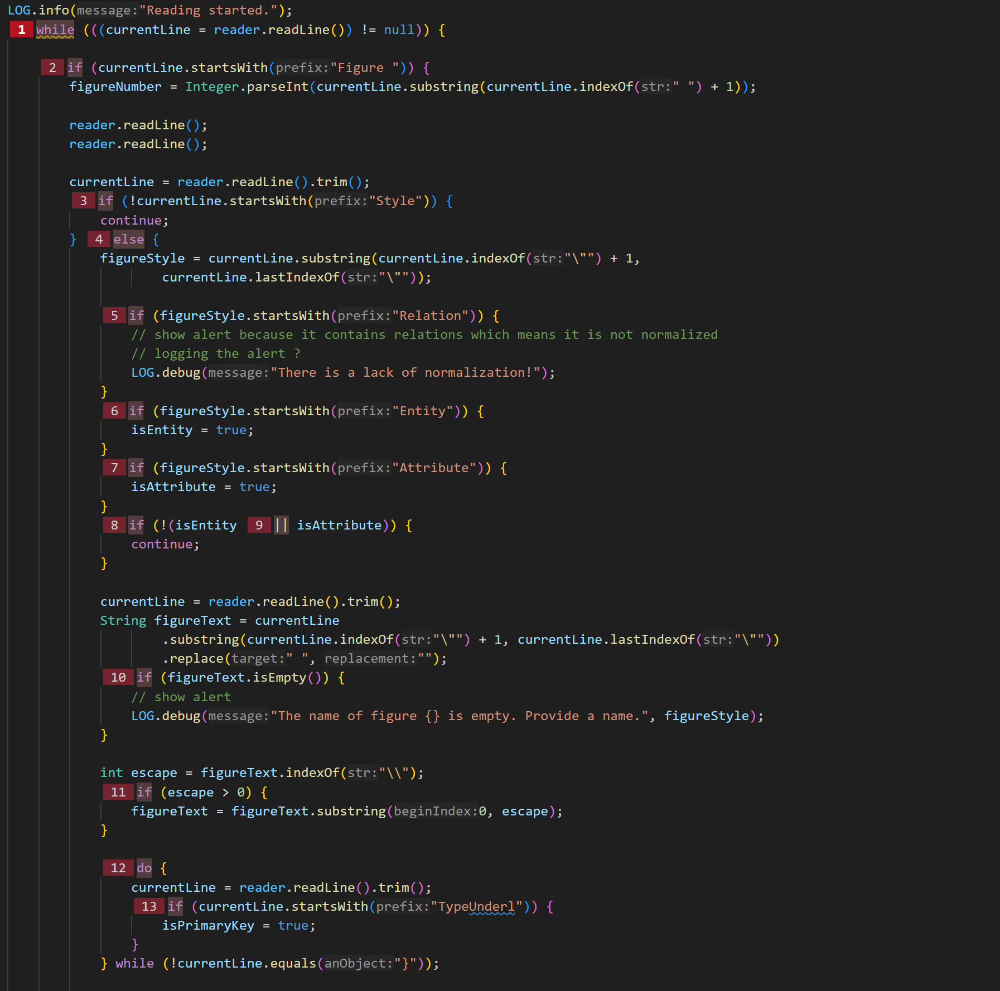 LOG.info(message:"Reading started.");
1 while (((currentLine = reader.readLine()) != null)) {
2 if (currentLine.startsWith(prefix:"Figure ")) {
figureNumber = Integer.parseInt(currentLine.substring(currentLine.indexOf(str:" ") + 1));
reader.readLine();
reader.readLine();
currentLine = reader.readLine().trim();
3 if (!currentLine.startsWith(prefix:"Style")) {
continue;
} 4 else {
figureStyle = currentLine.substring(currentLine.indexOf(str:"\"") + 1,
currentLine.lastIndexOf(str:"\""));
5 if (figureStyle.startsWith(prefix:"Relation")) {
// show alert because it contains relations which means it is not normalized
// logging the alert ?
LOG.debug(message:"There is a lack of normalization!");
}
6 if (figureStyle.startsWith(prefix:"Entity")) {
isEntity = true;
}
7 if (figureStyle.startsWith(prefix:"Attribute")) {
isAttribute = true;
}
8 if (!(isEntity 9 || isAttribute)) {
continue;
}
currentLine = reader.readLine().trim();
String figureText = currentLine
.substring(currentLine.indexOf(str:"\"") + 1, currentLine.lastIndexOf(str:"\""))
.replace(target:" ", replacement:"");
10 if (figureText.isEmpty()) {
// show alert
LOG.debug(message:"The name of figure {} is empty. Provide a name.", figureStyle);
}
int escape = figureText.indexOf(str:"\\");
11 if (escape > 0) {
figureText = figureText.substring(beginIndex:0, escape);
}
12 do {
currentLine = reader.readLine().trim();
13 if (currentLine.startsWith(prefix:"TypeUnderl")) {
isPrimaryKey = true;
}
} while (!currentLine.equals(anObject:"}"));